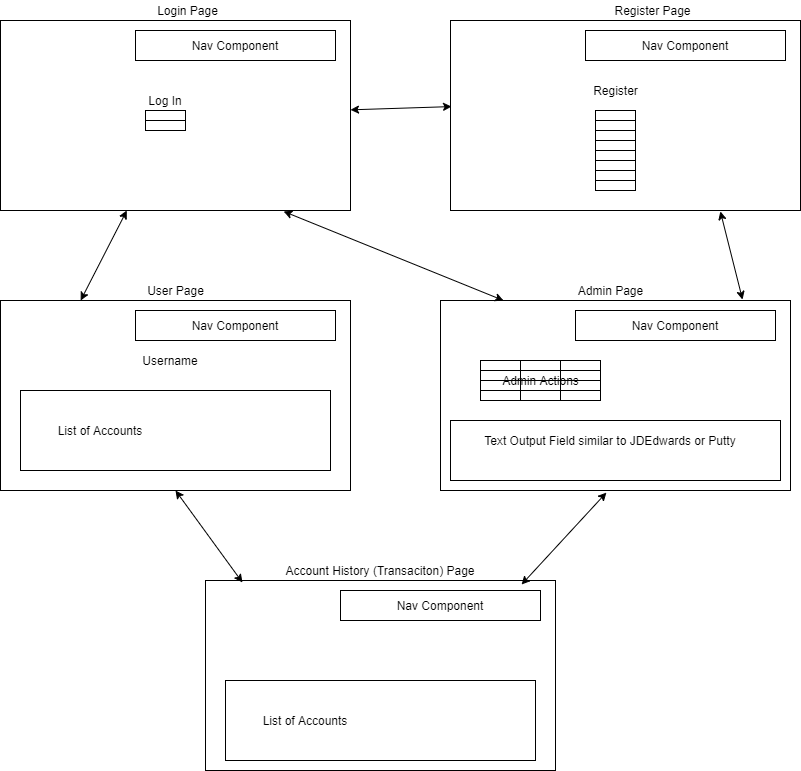 Login Page
Register Page
Nav Component
Nav Component
Log In
Register
User Page
Admin Page
Nav Component
Nav Component
Username
Admin Actions
List of Accounts
Text Output Field similar to JDEdwards or Putty
Account History (Transaciton) Page
Nav Component
List of Accounts